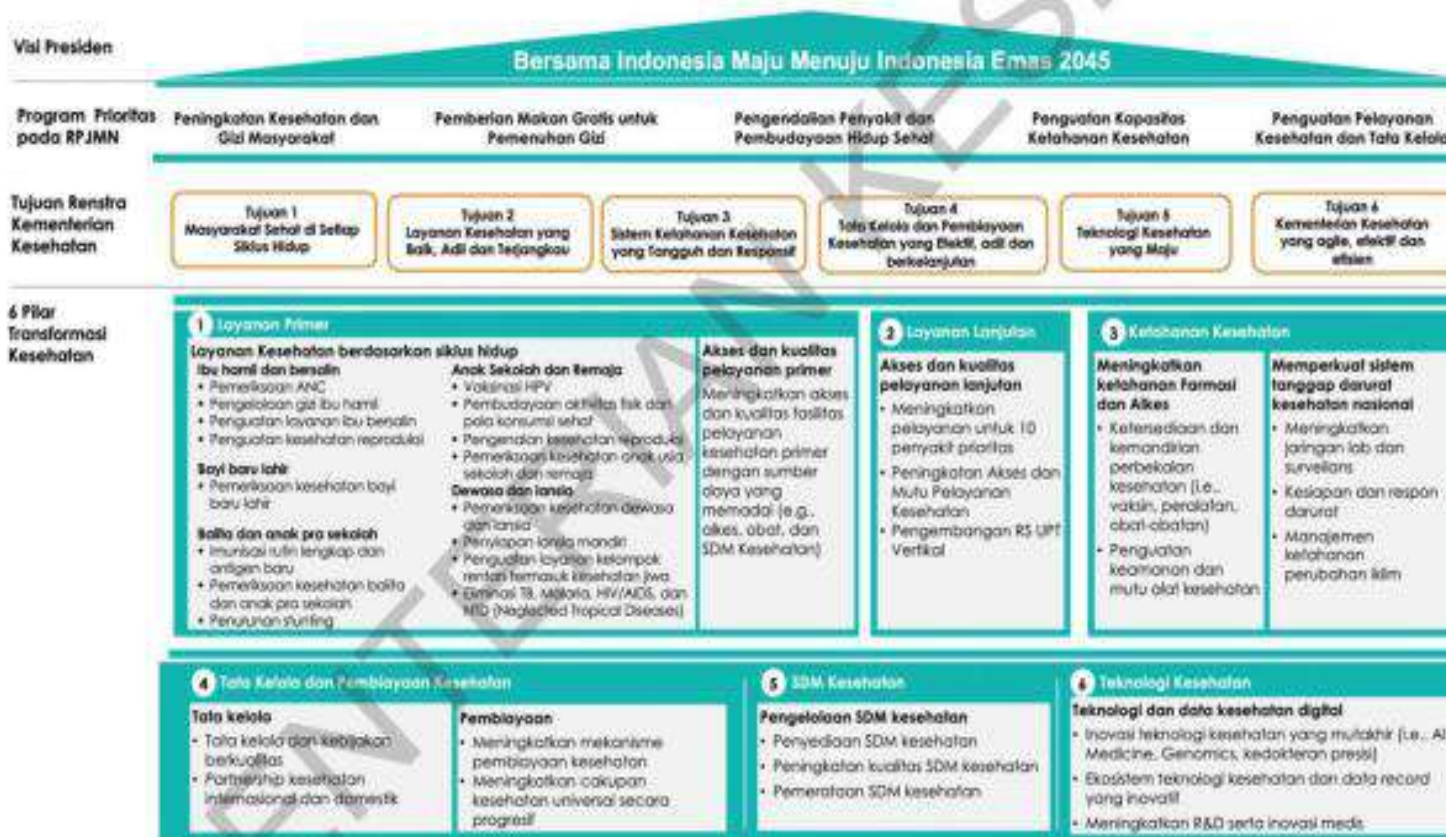 Visi Presiden
Bersama Indonesia Maju Menuju Indonesia Emas 2045
Program Prioritas
pada RPJMN
Peningkatan Kesehatan dan
Gizi Masyarakat
Pemberian Makan Gratis untuk
Pemenuhan Gizi
Pengendalian Penyakit dan
Pembudayaan Hidup Sehat
Penguatan Kapasitas
Ketahanan Kesehatan
Penguatan Pelayanan
Kesehatan dan Tata Kelola
Tujuan Renstra
Kementerian
Kesehatan
Tujuan 1
Masyarakat Sehat di Setiap
Siklus Hidup
Tujuan 2
Layanan Kesehatan yang
Baik, Adil dan Terjangkau
Tujuan 3
Sistem Ketahanan Kesehatan
yang Tangguh dan Responsif
Tujuan 4
Tata Kelola dan Pembiayaan
Kesehatan yang Efektif, adil dan
berkelanjutan
Tujuan 5
Teknologi Kesehatan
yang Maju
Tujuan 6
Kementerian Kesehatan
yang agile, efektif dan
efisien
6 Pilar
Transformasi
Kesehatan
1 Layanan Primer
Layanan Kesehatan berdasarkan siklus hidup
Ibu hamil dan bersalin
• Pemeriksaan ANC
• Pengelolaan gizi ibu hamil
• Penguatan layanan ibu bersalin
• Penguatan kesehatan reproduksi
Bayi baru lahir
• Pemeriksaan kesehatan bayi
baru lahir
Balita dan anak pra sekolah
• Imunisasi rutin lengkap dan
antigen baru
• Pemeriksaan kesehatan balita
dan anak pra sekolah
• Penurunan stunting
Anak Sekolah dan Remaja
• Vaksinasi HPV
• Pembudayaan aktivitas fisik dan
pola konsumsi sehat
• Pengenalan kesehatan reproduksi
• Pemeriksaan kesehatan anak usia
sekolah dan remaja
Dewasa dan lansia
• Pemeriksaan kesehatan dewasa
dan lansia
• Penyiapan lansia mandiri
• Penguatan layanan kelompok
rentan termasuk kesehatan jiwa
• Eliminasi TB, Malaria, HIV/AIDS, dan
NTD (Neglected Tropical Diseases)
Akses dan kualitas
pelayanan primer
Meningkatkan akses
dan kualitas fasilitas
pelayanan
kesehatan primer
dengan sumber
daya yang
memadai (e.g.,
alkes, obat, dan
SDM Kesehatan)
2 Layanan Lanjutan
Akses dan kualitas
pelayanan lanjutan
• Meningkatkan
pelayanan untuk 10
penyakit prioritas
• Peningkatan Akses dan
Mutu Pelayanan
Kesehatan
• Pengembangan RS UPT
Vertikal
3 Ketahanan Kesehatan
Meningkatkan
ketahanan Farmasi
dan Alkes
• Ketersediaan dan
kemandirian
perbekalan
kesehatan (i.e.,
vaksin, peralatan,
obat-obatan)
• Penguatan
keamanan dan
mutu alat kesehatan
Memperkuat sistem
tanggap darurat
kesehatan nasional
• Meningkatkan
jaringan lab dan
surveilans
• Kesiapan dan respon
darurat
• Manajemen
ketahanan
perubahan iklim
4 Tata Kelola dan Pembiayaan Kesehatan
Tata kelola
• Tata kelola dan kebijakan
berkualitas
• Partnership kesehatan
internasional dan domestik
Pembiayaan
• Meningkatkan mekanisme
pembiayaan kesehatan
• Meningkatkan cakupan
kesehatan universal secara
progresif
5 SDM Kesehatan
Pengelolaan SDM kesehatan
• Penyediaan SDM kesehatan
• Peningkatan kualitas SDM kesehatan
• Pemerataan SDM kesehatan
6 Teknologi Kesehatan
Teknologi dan data kesehatan digital
• Inovasi teknologi kesehatan yang mutakhir (i.e., AI
Medicine, Genomics, kedokteran presisi)
• Ekosistem teknologi kesehatan dan data record
yang inovatif
• Meningkatkan R&D serta inovasi medis
ENTERIAN KES